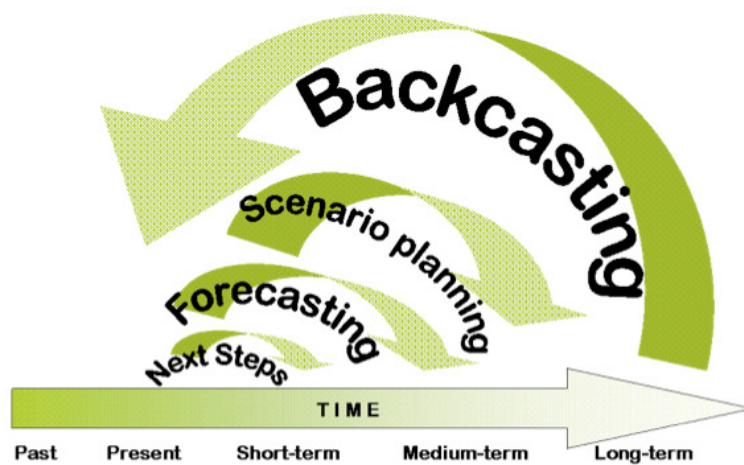 Backcasting
Scenario planning
Forecasting
Next Steps
TIME
Past Present Short-term Medium-term Long-term